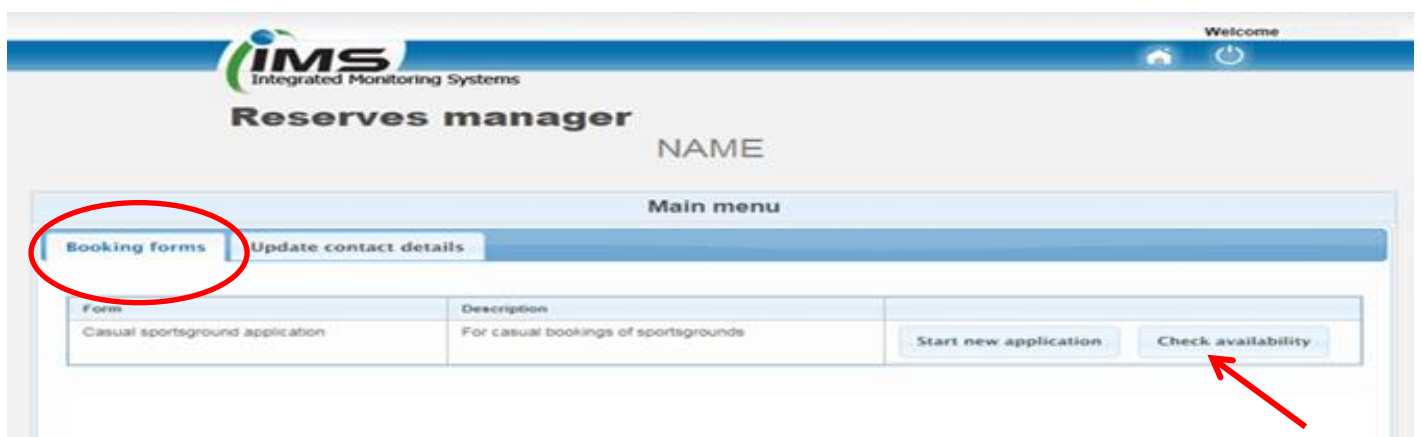 Welcome
iMS
Integrated Monitoring Systems
Reserves manager
NAME
Main menu
Booking forms Update contact details
Form Description
Casual sportsground application For casual bookings of sportsgrounds Start new application Check availability